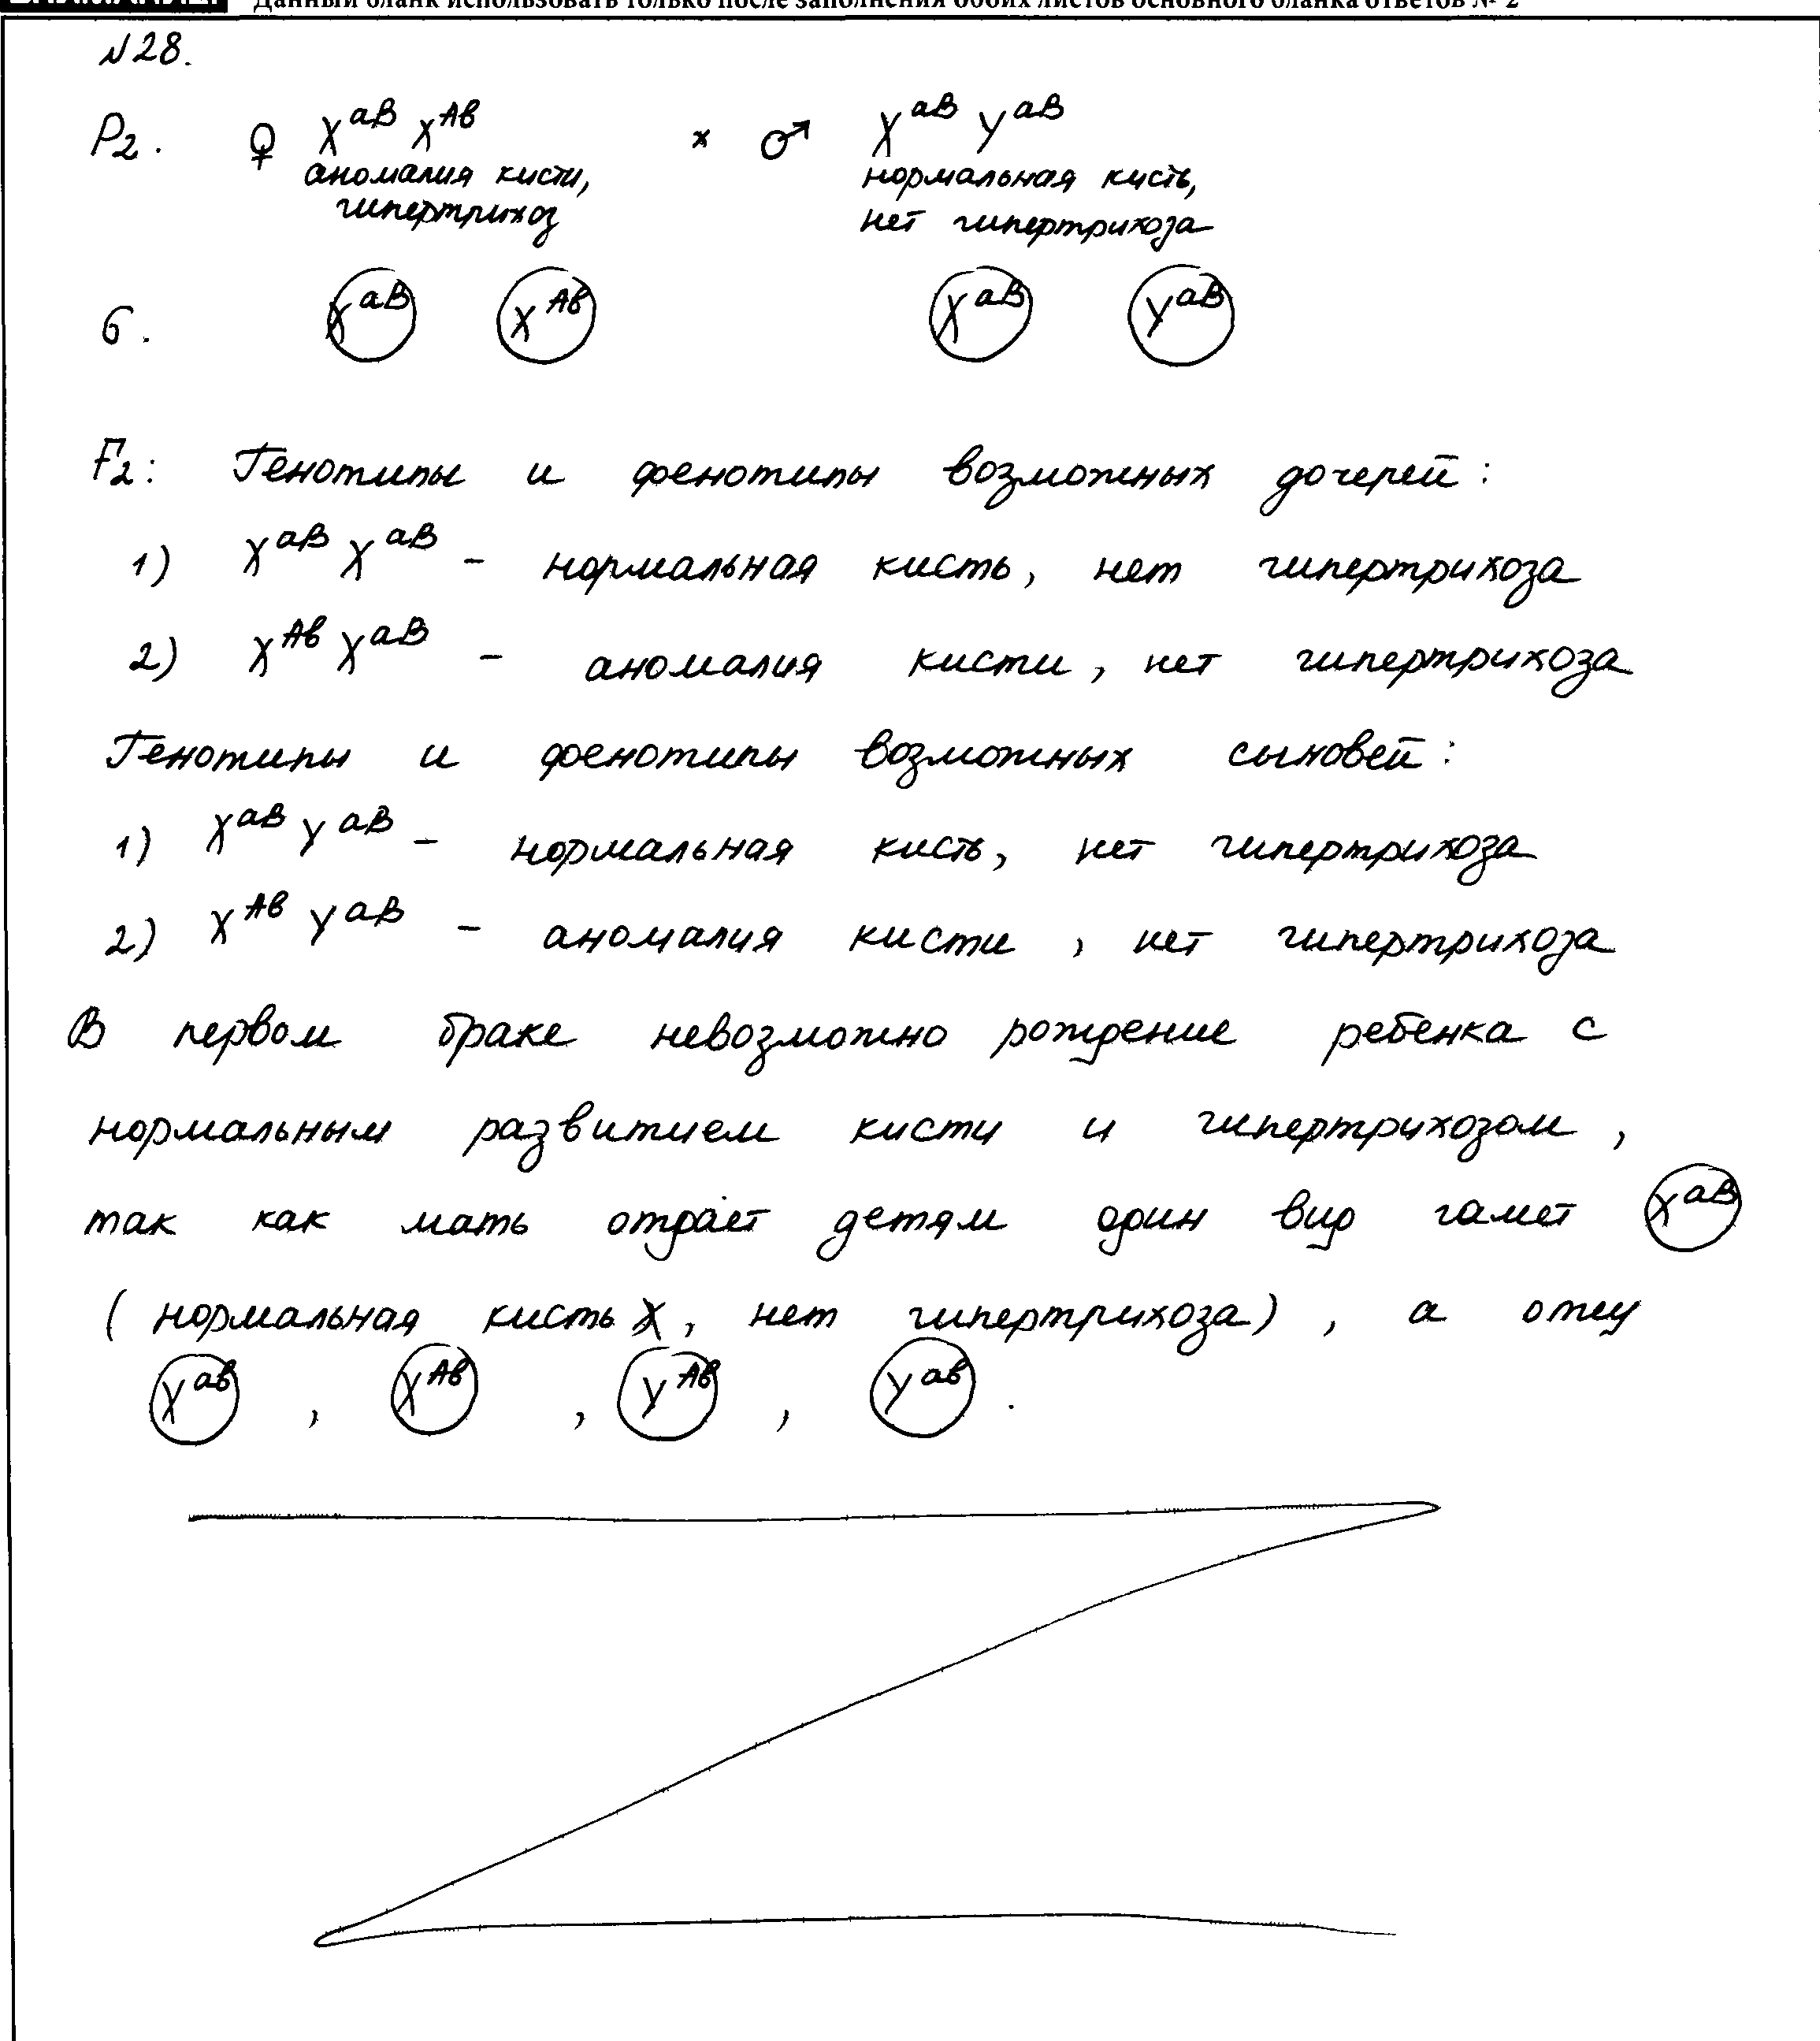 Данный бланк использовать только после заполнения обоих листов основного бланка ответов № 2
№28.
P2. ♀ X^aB X^Ab × ♂ X^aB Y^aB
аномалия кисти, нормальная кисть,
гипертрихоз нет гипертрихоза
G. X^aB X^Ab X^aB Y^aB
F2: Генотипы и фенотипы возможных дочерей:
1) X^aB X^aB – нормальная кисть, нет гипертрихоза
2) X^Ab X^aB – аномалия кисти, нет гипертрихоза
Генотипы и фенотипы возможных сыновей:
1) X^aB Y^aB – нормальная кисть, нет гипертрихоза
2) X^Ab Y^aB – аномалия кисти, нет гипертрихоза
В первом браке невозможно рождение ребенка с
нормальным развитием кисти и гипертрихозом,
так как мать отдаёт детям один вид гамет X^aB
(нормальная кисть, нет гипертрихоза), а отец
X^ab, X^Ab, Y^Ab, Y^ab.